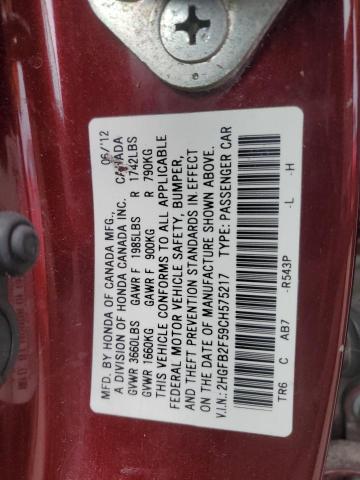 MFD. BY HONDA OF CANADA MFG., 06/'12
A DIVISION OF HONDA CANADA INC. CANADA
GVWR 3660LBS GAWR F 1985LBS R 1742LBS
GVWR 1660KG GAWR F 900KG R 790KG
THIS VEHICLE CONFORMS TO ALL APPLICABLE
FEDERAL MOTOR VEHICLE SAFETY, BUMPER,
AND THEFT PREVENTION STANDARDS IN EFFECT
ON THE DATE OF MANUFACTURE SHOWN ABOVE.
V.I.N.: 2HGFB2F59CH575217 TYPE: PASSENGER CAR
TR6 C AB7 -R543P -L -H